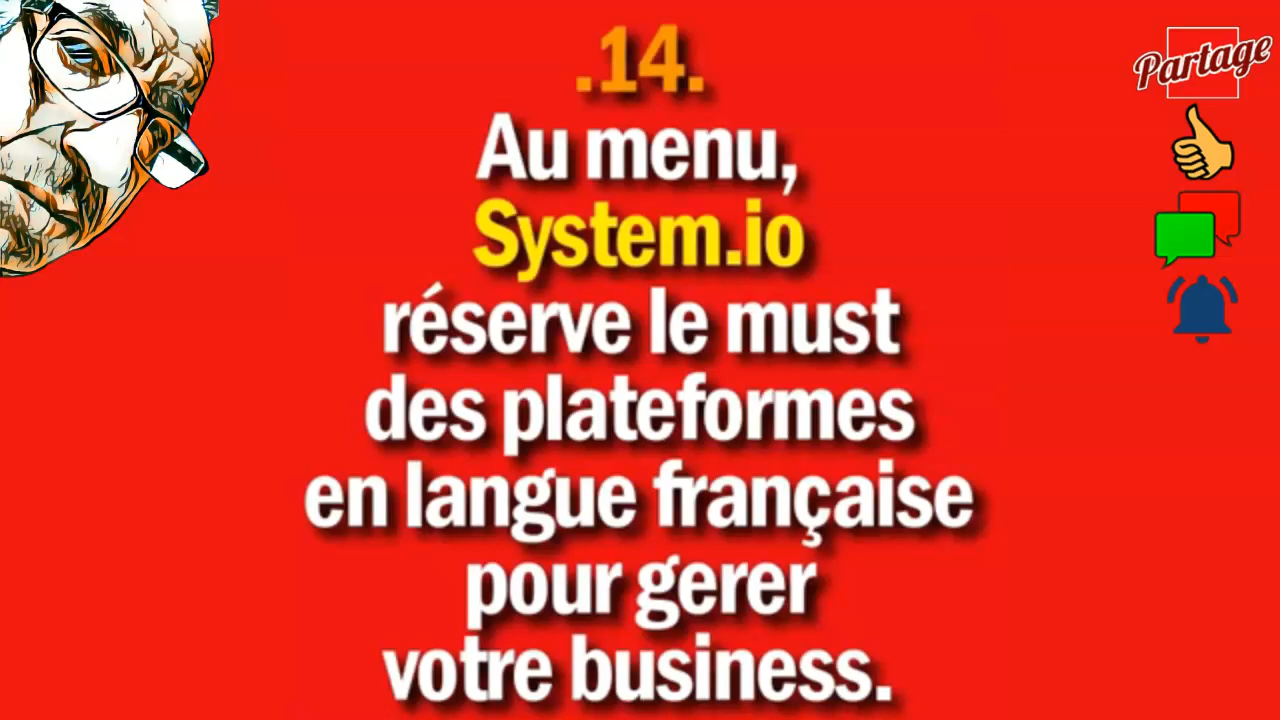 .14.
Au menu,
System.io
réserve le must
des plateformes
en langue française
pour gerer
votre business.
Partage